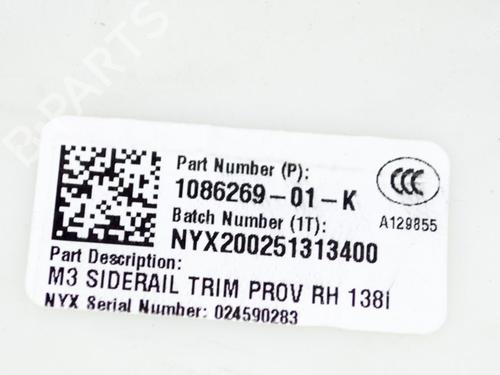 B-PARTS
Part Number (P):
1086269-01-K
CCC
Batch Number (1T):
A129855
NYX200251313400
Part Description:
M3 SIDERAIL TRIM PROV RH 138i
NYX Serial Number: 024590283